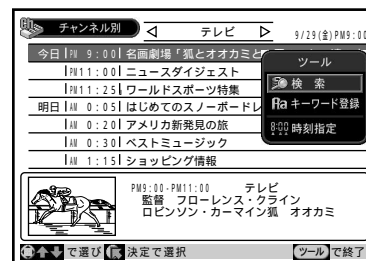 チャンネル別 テレビ 9/29(金)PM9:00
今日 PM 9:00 名画劇場「狐とオオカミと
PM11:00 ニュースダイジェスト
PM11:25 ワールドスポーツ特集
明日 AM 0:05 はじめてのスノーボードレ
AM 0:20 アメリカ新発見の旅
AM 0:30 ベストミュージック
AM 1:15 ショッピング情報
ツール
検 索
Ra キーワード登録
8:00 時刻指定
PM9:00-PM11:00 テレビ
監督 フローレンス・クライン
ロビンソン・カーマイン狐 オオカミ
で選び 決定で選択 ツール で終了